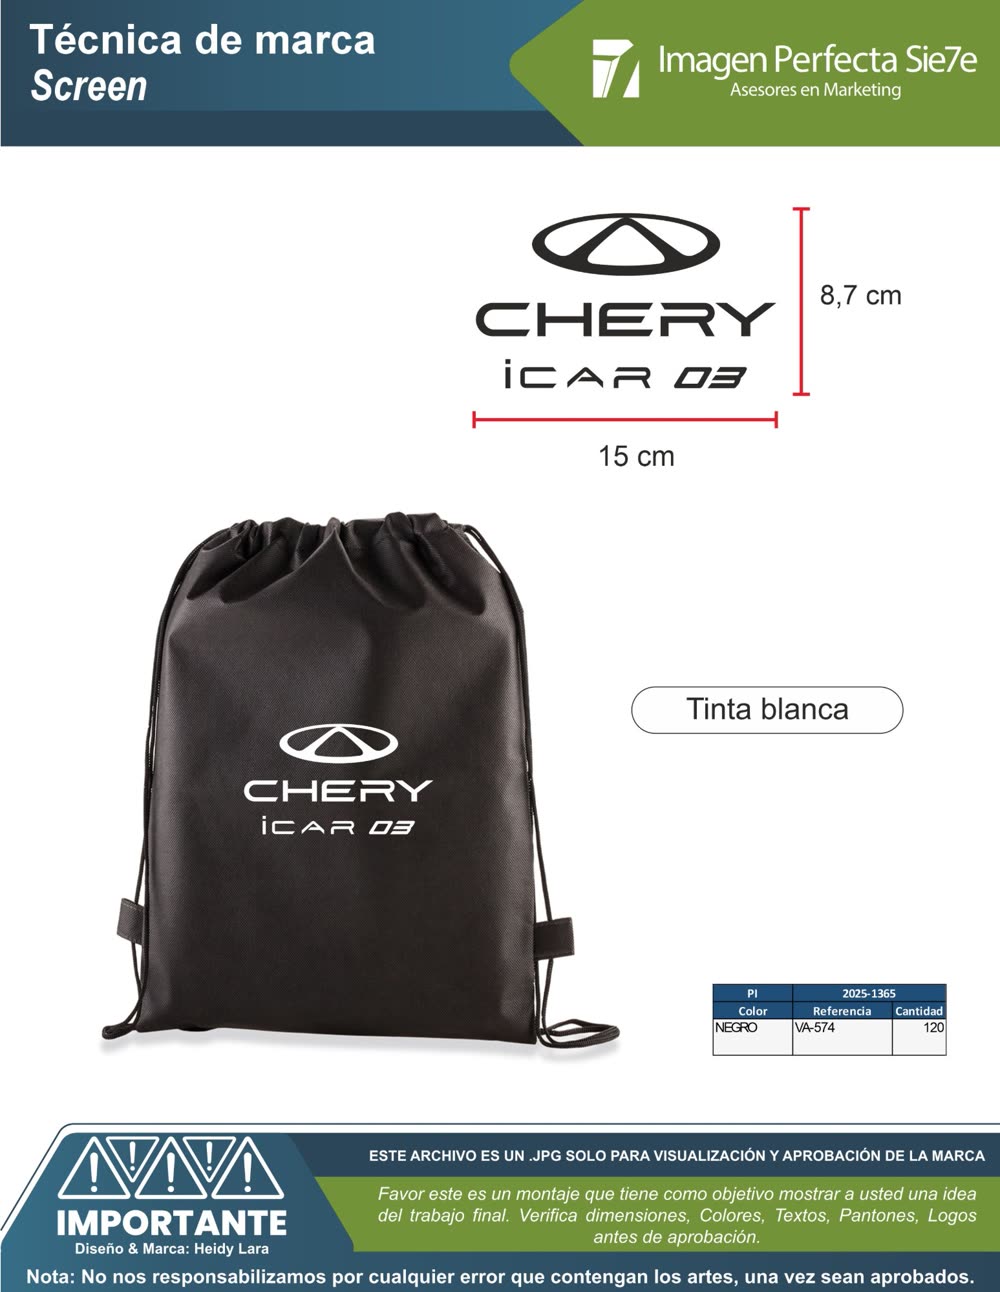 Técnica de marca
Screen
Imagen Perfecta Sie7e
Asesores en Marketing
CHERY
iCAR 03
8,7 cm
15 cm
Tinta blanca
CHERY
iCAR 03
PI 2025-1365
Color Referencia Cantidad
NEGRO VA-574 120
ESTE ARCHIVO ES UN .JPG SOLO PARA VISUALIZACIÓN Y APROBACIÓN DE LA MARCA
IMPORTANTE
Diseño & Marca: Heidy Lara
Favor este es un montaje que tiene como objetivo mostrar a usted una idea
del trabajo final. Verifica dimensiones, Colores, Textos, Pantones, Logos
antes de aprobación.
Nota: No nos responsabilizamos por cualquier error que contengan los artes, una vez sean aprobados.